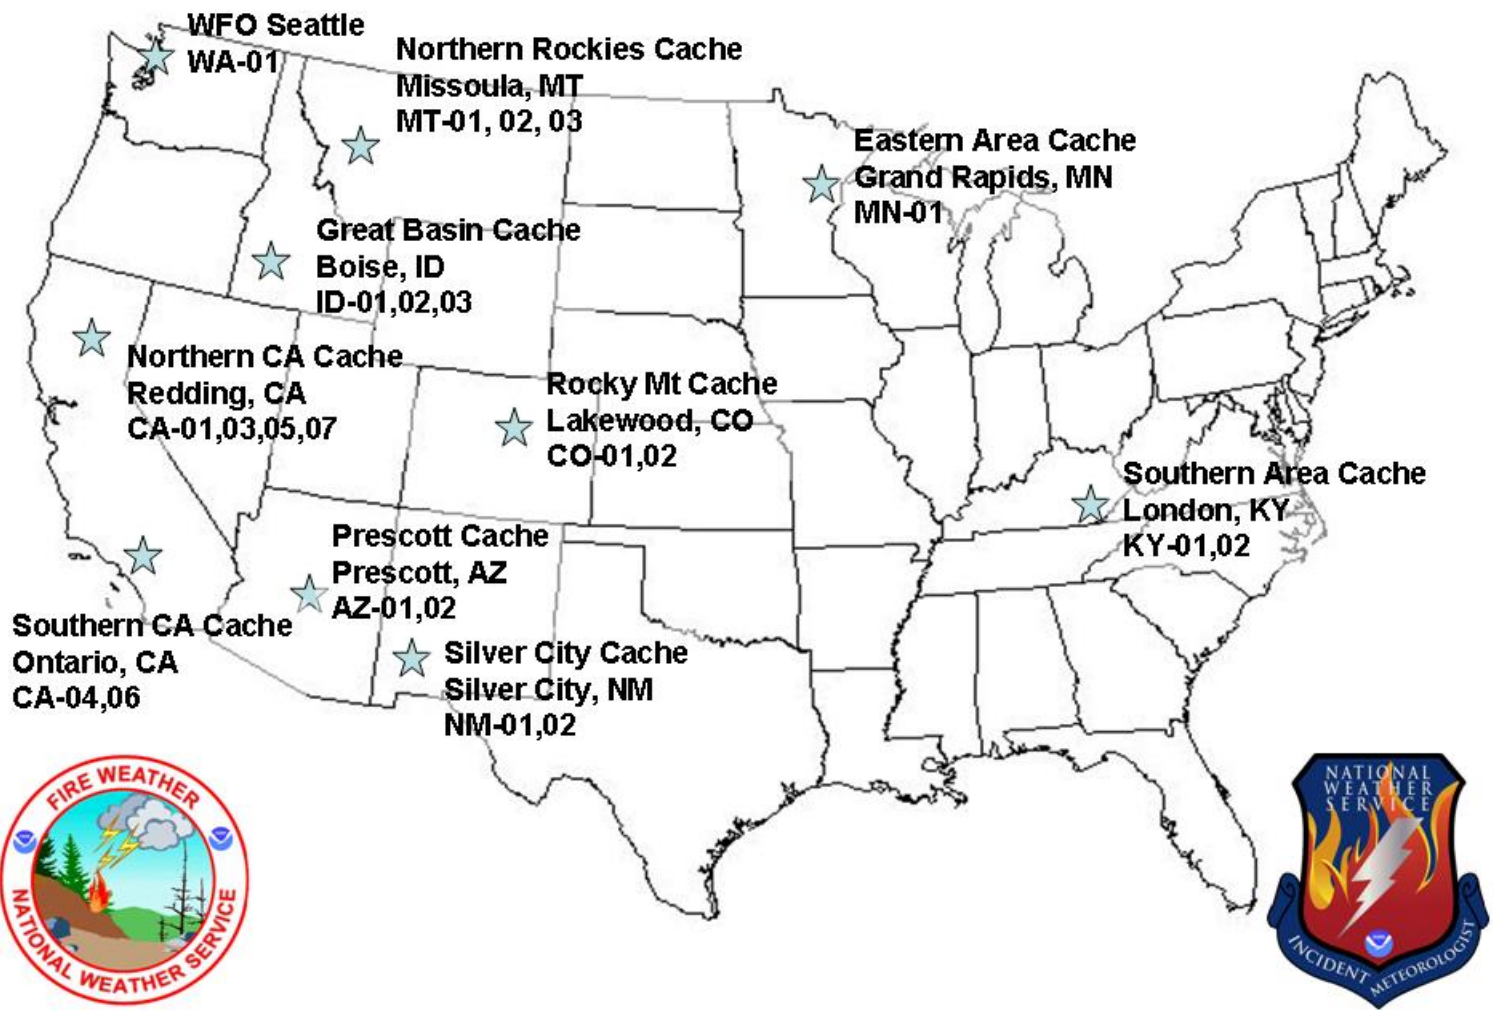 WFO Seattle
WA-01
Northern Rockies Cache
Missoula, MT
MT-01, 02, 03
Eastern Area Cache
Grand Rapids, MN
MN-01
Great Basin Cache
Boise, ID
ID-01,02,03
Northern CA Cache
Redding, CA
CA-01,03,05,07
Rocky Mt Cache
Lakewood, CO
CO-01,02
Southern Area Cache
London, KY
KY-01,02
Prescott Cache
Prescott, AZ
AZ-01,02
Southern CA Cache
Ontario, CA
CA-04,06
Silver City Cache
Silver City, NM
NM-01,02
FIRE WEATHER
NATIONAL WEATHER SERVICE
NATIONAL
WEATHER
SERVICE
INCIDENT METEOROLOGIST